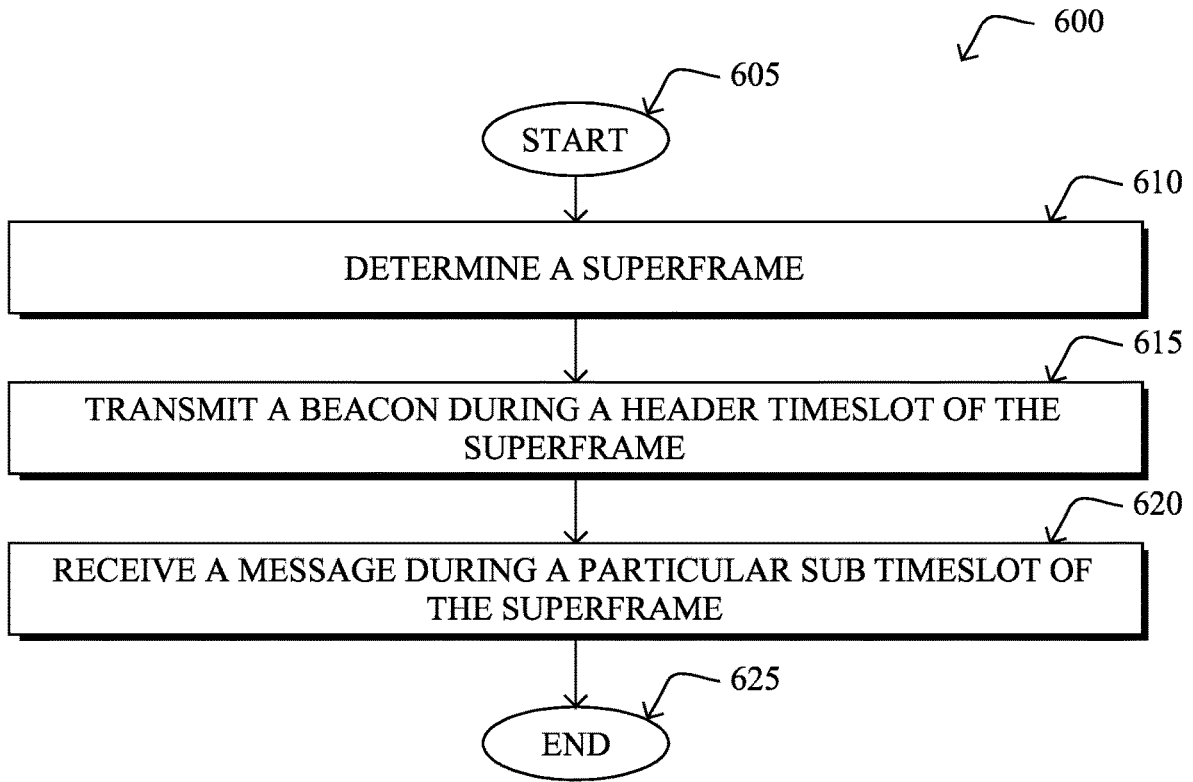 600
605
START
610
DETERMINE A SUPERFRAME
615
TRANSMIT A BEACON DURING A HEADER TIMESLOT OF THE
SUPERFRAME
620
RECEIVE A MESSAGE DURING A PARTICULAR SUB TIMESLOT OF
THE SUPERFRAME
625
END